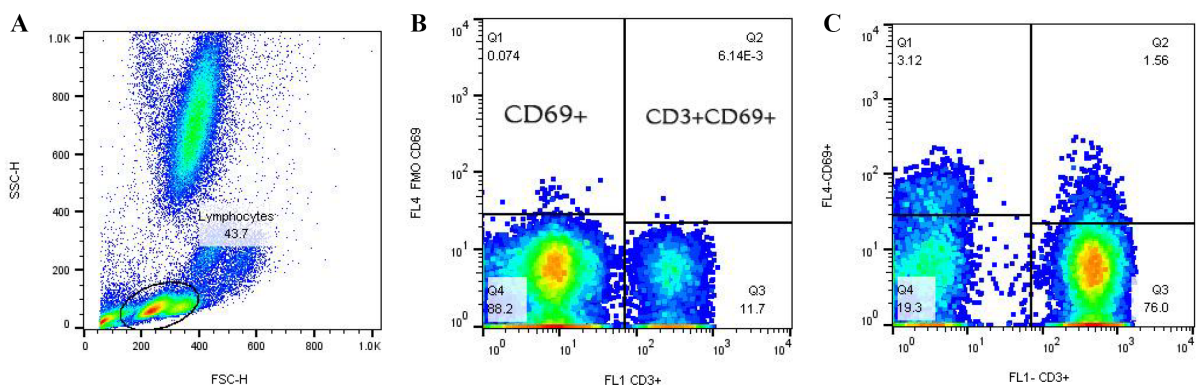 A
1.0K
800
600
400
200
0
SSC-H
Lymphocytes
43.7
0 200 400 600 800 1.0K
FSC-H
B
10^4
10^3
10^2
10^1
10^0
FL4 FMO CD69
Q1
0.074
Q2
6.14E-3
CD69+
CD3+CD69+
Q4
88.2
Q3
11.7
10^0 10^1 10^2 10^3 10^4
FL1 CD3+
C
10^4
10^3
10^2
10^1
10^0
FL4-CD69+
Q1
3.12
Q2
1.56
Q4
19.3
Q3
76.0
10^0 10^1 10^2 10^3 10^4
FL1- CD3+